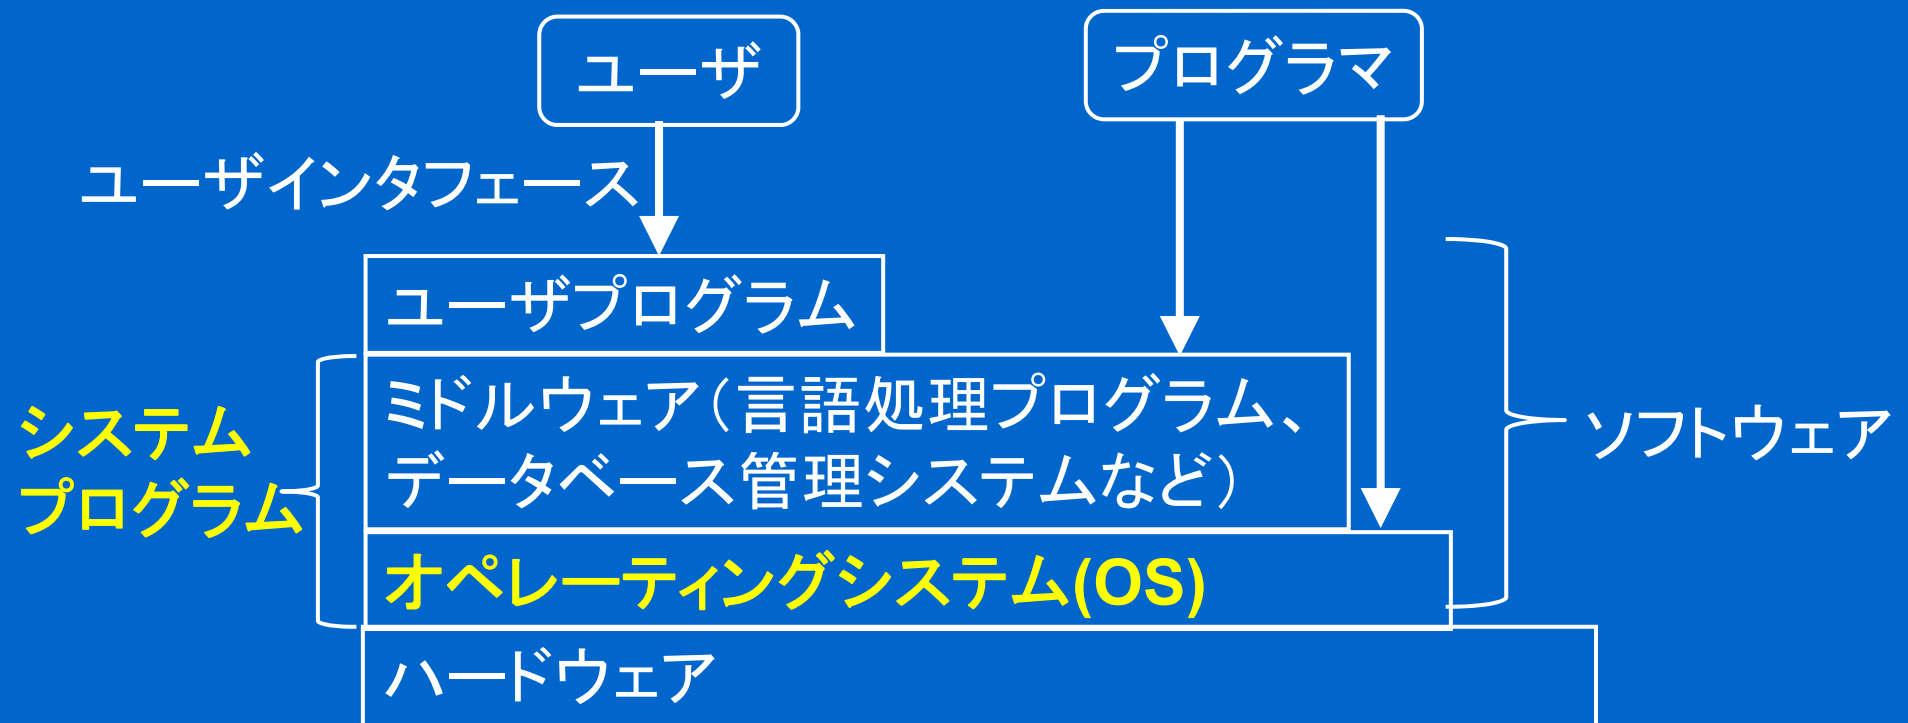 ユーザ
プログラマ
ユーザインタフェース
ユーザプログラム
ミドルウェア（言語処理プログラム、
データベース管理システムなど）
システム
プログラム
ソフトウェア
オペレーティングシステム(OS)
ハードウェア